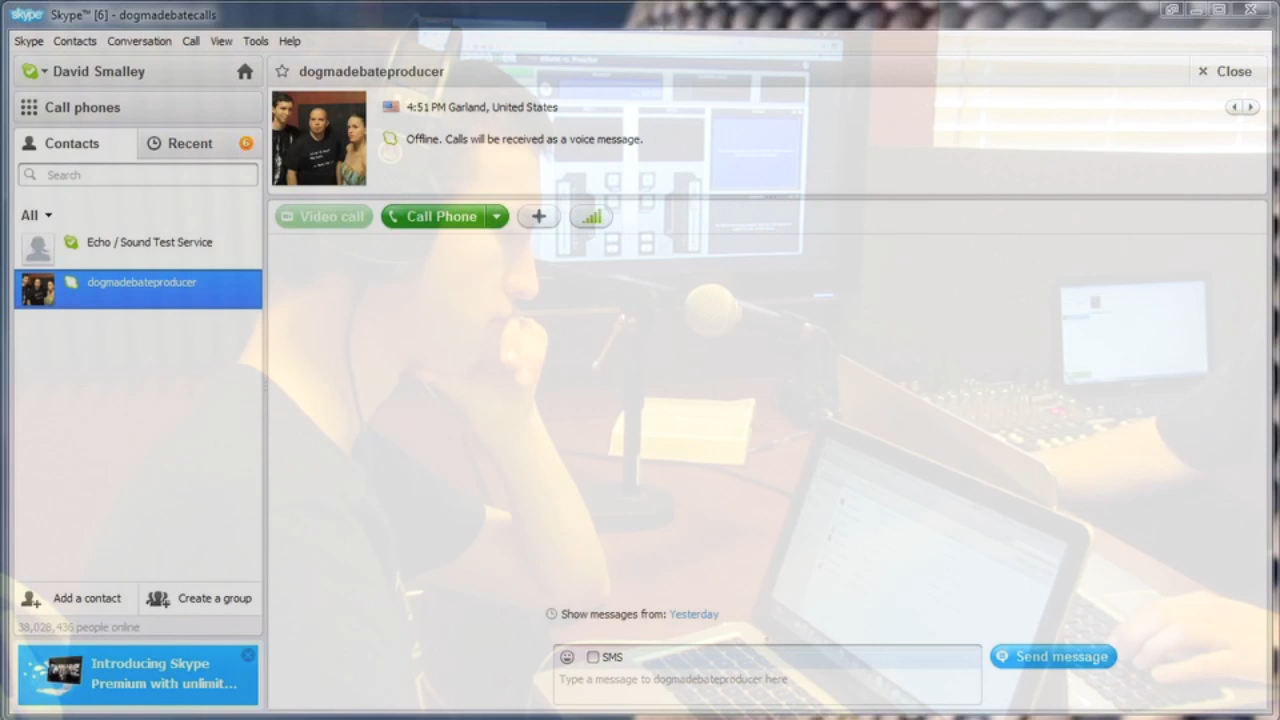 skype Skype™ [6] - dogmadebatecalls
Skype Contacts Conversation Call View Tools Help
David Smalley
dogmadebateproducer
Close
Call phones
4:51 PM Garland, United States
Contacts
Recent
6
Offline. Calls will be received as a voice message.
Search
All
Video call
Call Phone
Echo / Sound Test Service
dogmadebateproducer
Show messages from: Yesterday
Add a contact
Create a group
38,028,436 people online
SMS
Send message
Type a message to dogmadebateproducer here
Introducing Skype
Premium with unlimit...